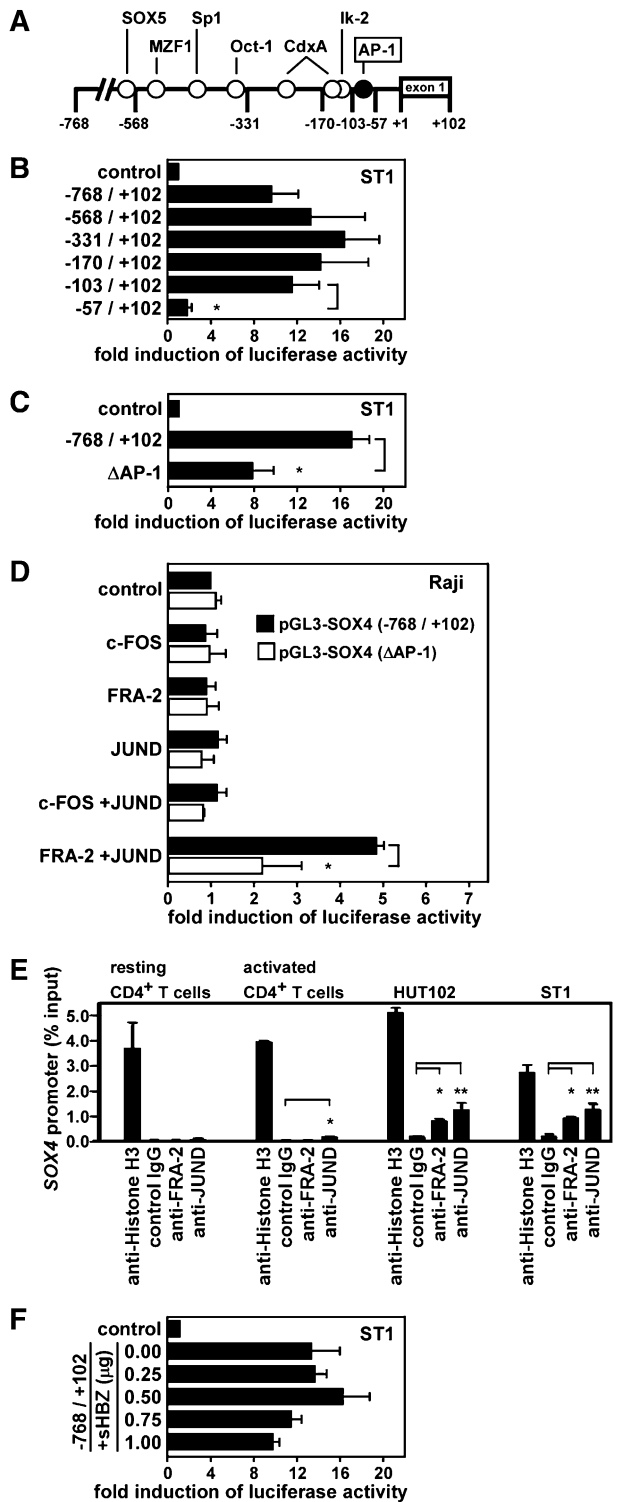 A
SOX5 Sp1 Ik-2
MZF1 Oct-1 CdxA AP-1
exon 1
-768 -568 -331 -170 -103 -57 +1 +102
B
ST1
control
-768 / +102
-568 / +102
-331 / +102
-170 / +102
-103 / +102
-57 / +102
*
0 4 8 12 16 20
fold induction of luciferase activity
C
ST1
control
-768 / +102
ΔAP-1
*
0 4 8 12 16 20
fold induction of luciferase activity
D
Raji
control
c-FOS
FRA-2
JUND
c-FOS +JUND
FRA-2 +JUND
pGL3-SOX4 (-768 / +102)
pGL3-SOX4 (ΔAP-1)
*
0 1 2 3 4 5 6 7
fold induction of luciferase activity
E
resting
CD4+ T cells
activated
CD4+ T cells
HUT102
ST1
SOX4 promoter (% input)
5.0
4.0
3.0
2.0
1.0
0.0
*
* **
* **
anti-Histone H3
control IgG
anti-FRA-2
anti-JUND
anti-Histone H3
control IgG
anti-FRA-2
anti-JUND
anti-Histone H3
control IgG
anti-FRA-2
anti-JUND
anti-Histone H3
control IgG
anti-FRA-2
anti-JUND
F
ST1
control
-768 / +102
+sHBZ (μg)
0.00
0.25
0.50
0.75
1.00
0 4 8 12 16 20
fold induction of luciferase activity